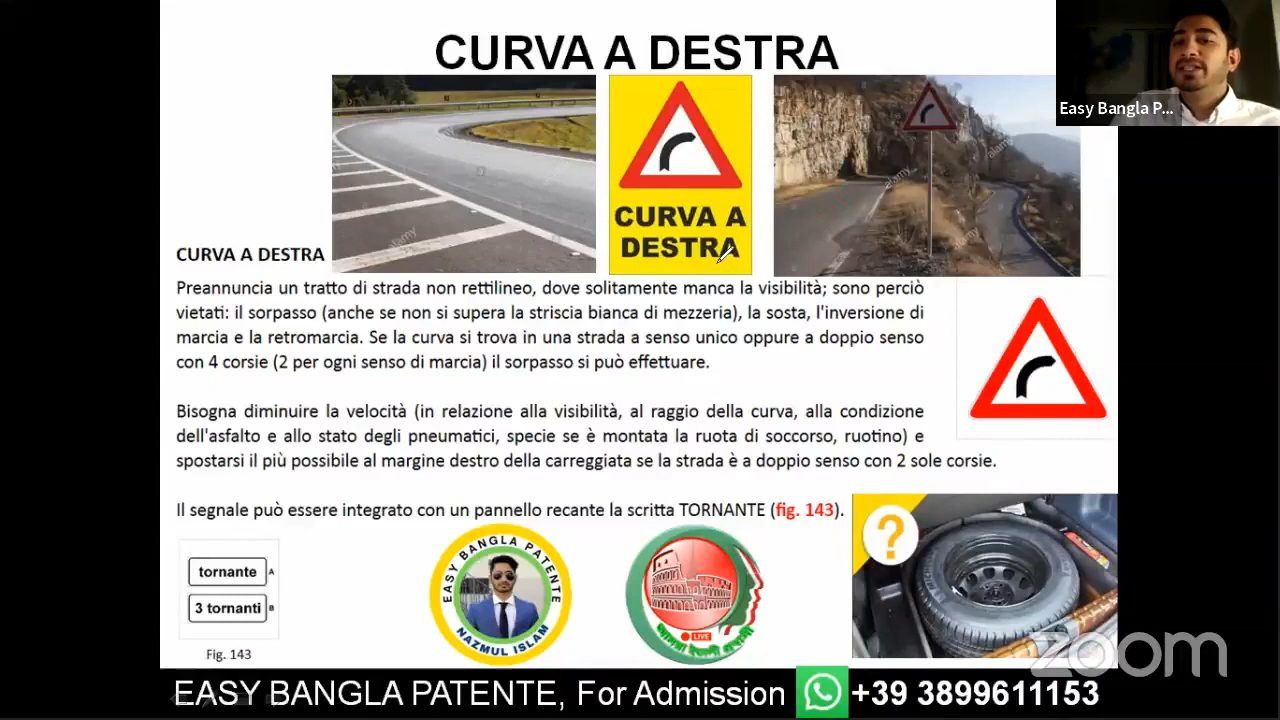 CURVA A DESTRA
Easy Bangla P...
alamy
alamy
alamy
alamy
CURVA A
DESTRA
CURVA A DESTRA
Preannuncia un tratto di strada non rettilineo, dove solitamente manca la visibilità; sono perciò
vietati: il sorpasso (anche se non si supera la striscia bianca di mezzeria), la sosta, l'inversione di
marcia e la retromarcia. Se la curva si trova in una strada a senso unico oppure a doppio senso
con 4 corsie (2 per ogni senso di marcia) il sorpasso si può effettuare.
Bisogna diminuire la velocità (in relazione alla visibilità, al raggio della curva, alla condizione
dell'asfalto e allo stato degli pneumatici, specie se è montata la ruota di soccorso, ruotino) e
spostarsi il più possibile al margine destro della carreggiata se la strada è a doppio senso con 2 sole corsie.
Il segnale può essere integrato con un pannello recante la scritta TORNANTE (fig. 143).
tornante A
3 tornanti B
Fig. 143
EASY BANGLA PATENTE
NAZMUL ISLAM
LIVE
?
zoom
EASY BANGLA PATENTE, For Admission +39 3899611153